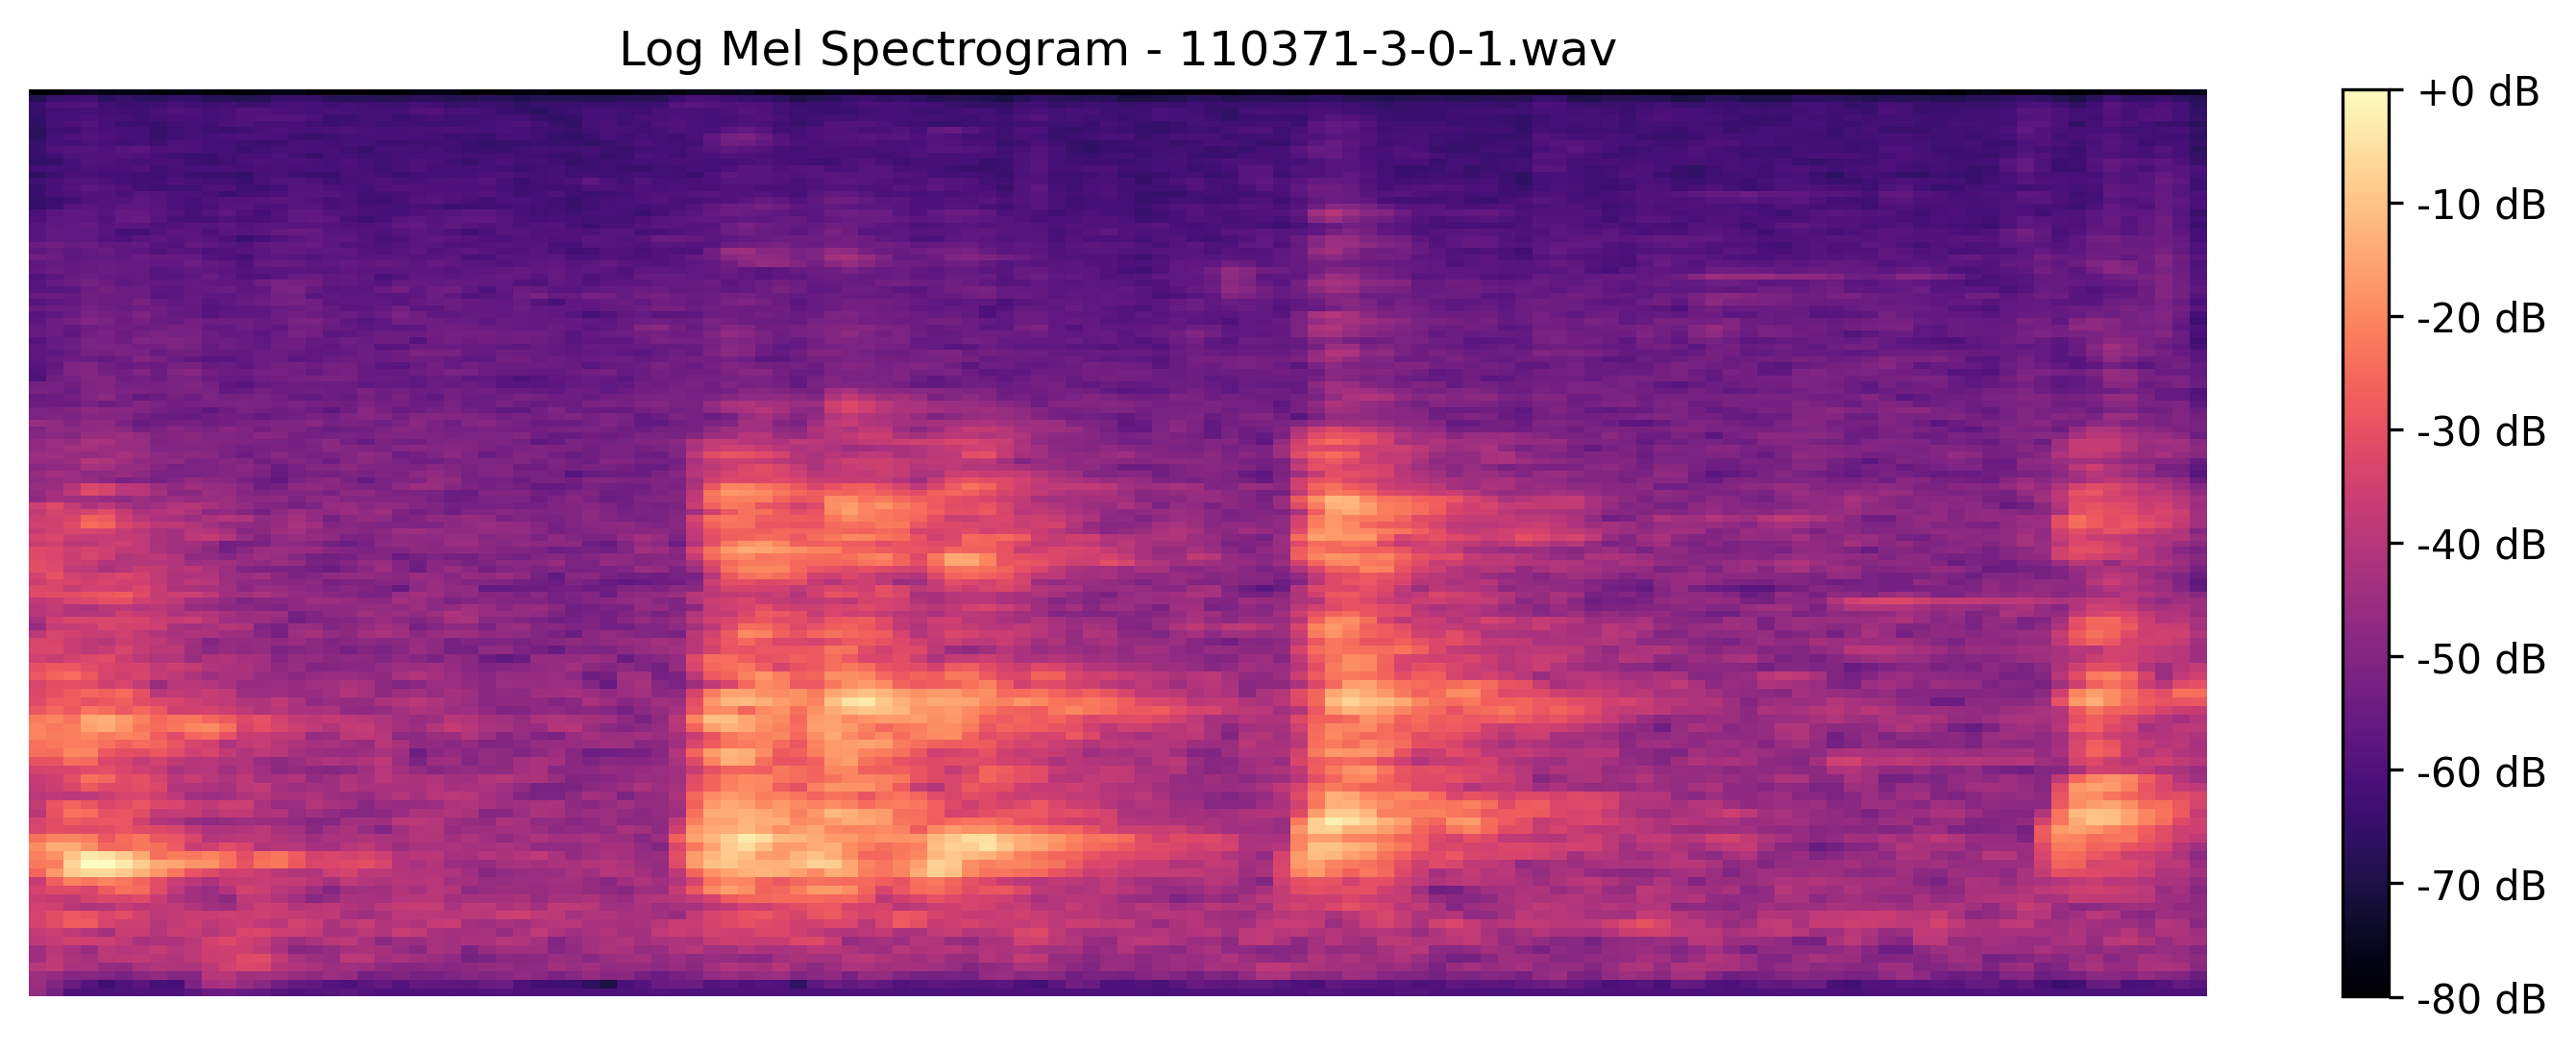 Log Mel Spectrogram - 110371-3-0-1.wav
+0 dB
-10 dB
-20 dB
-30 dB
-40 dB
-50 dB
-60 dB
-70 dB
-80 dB